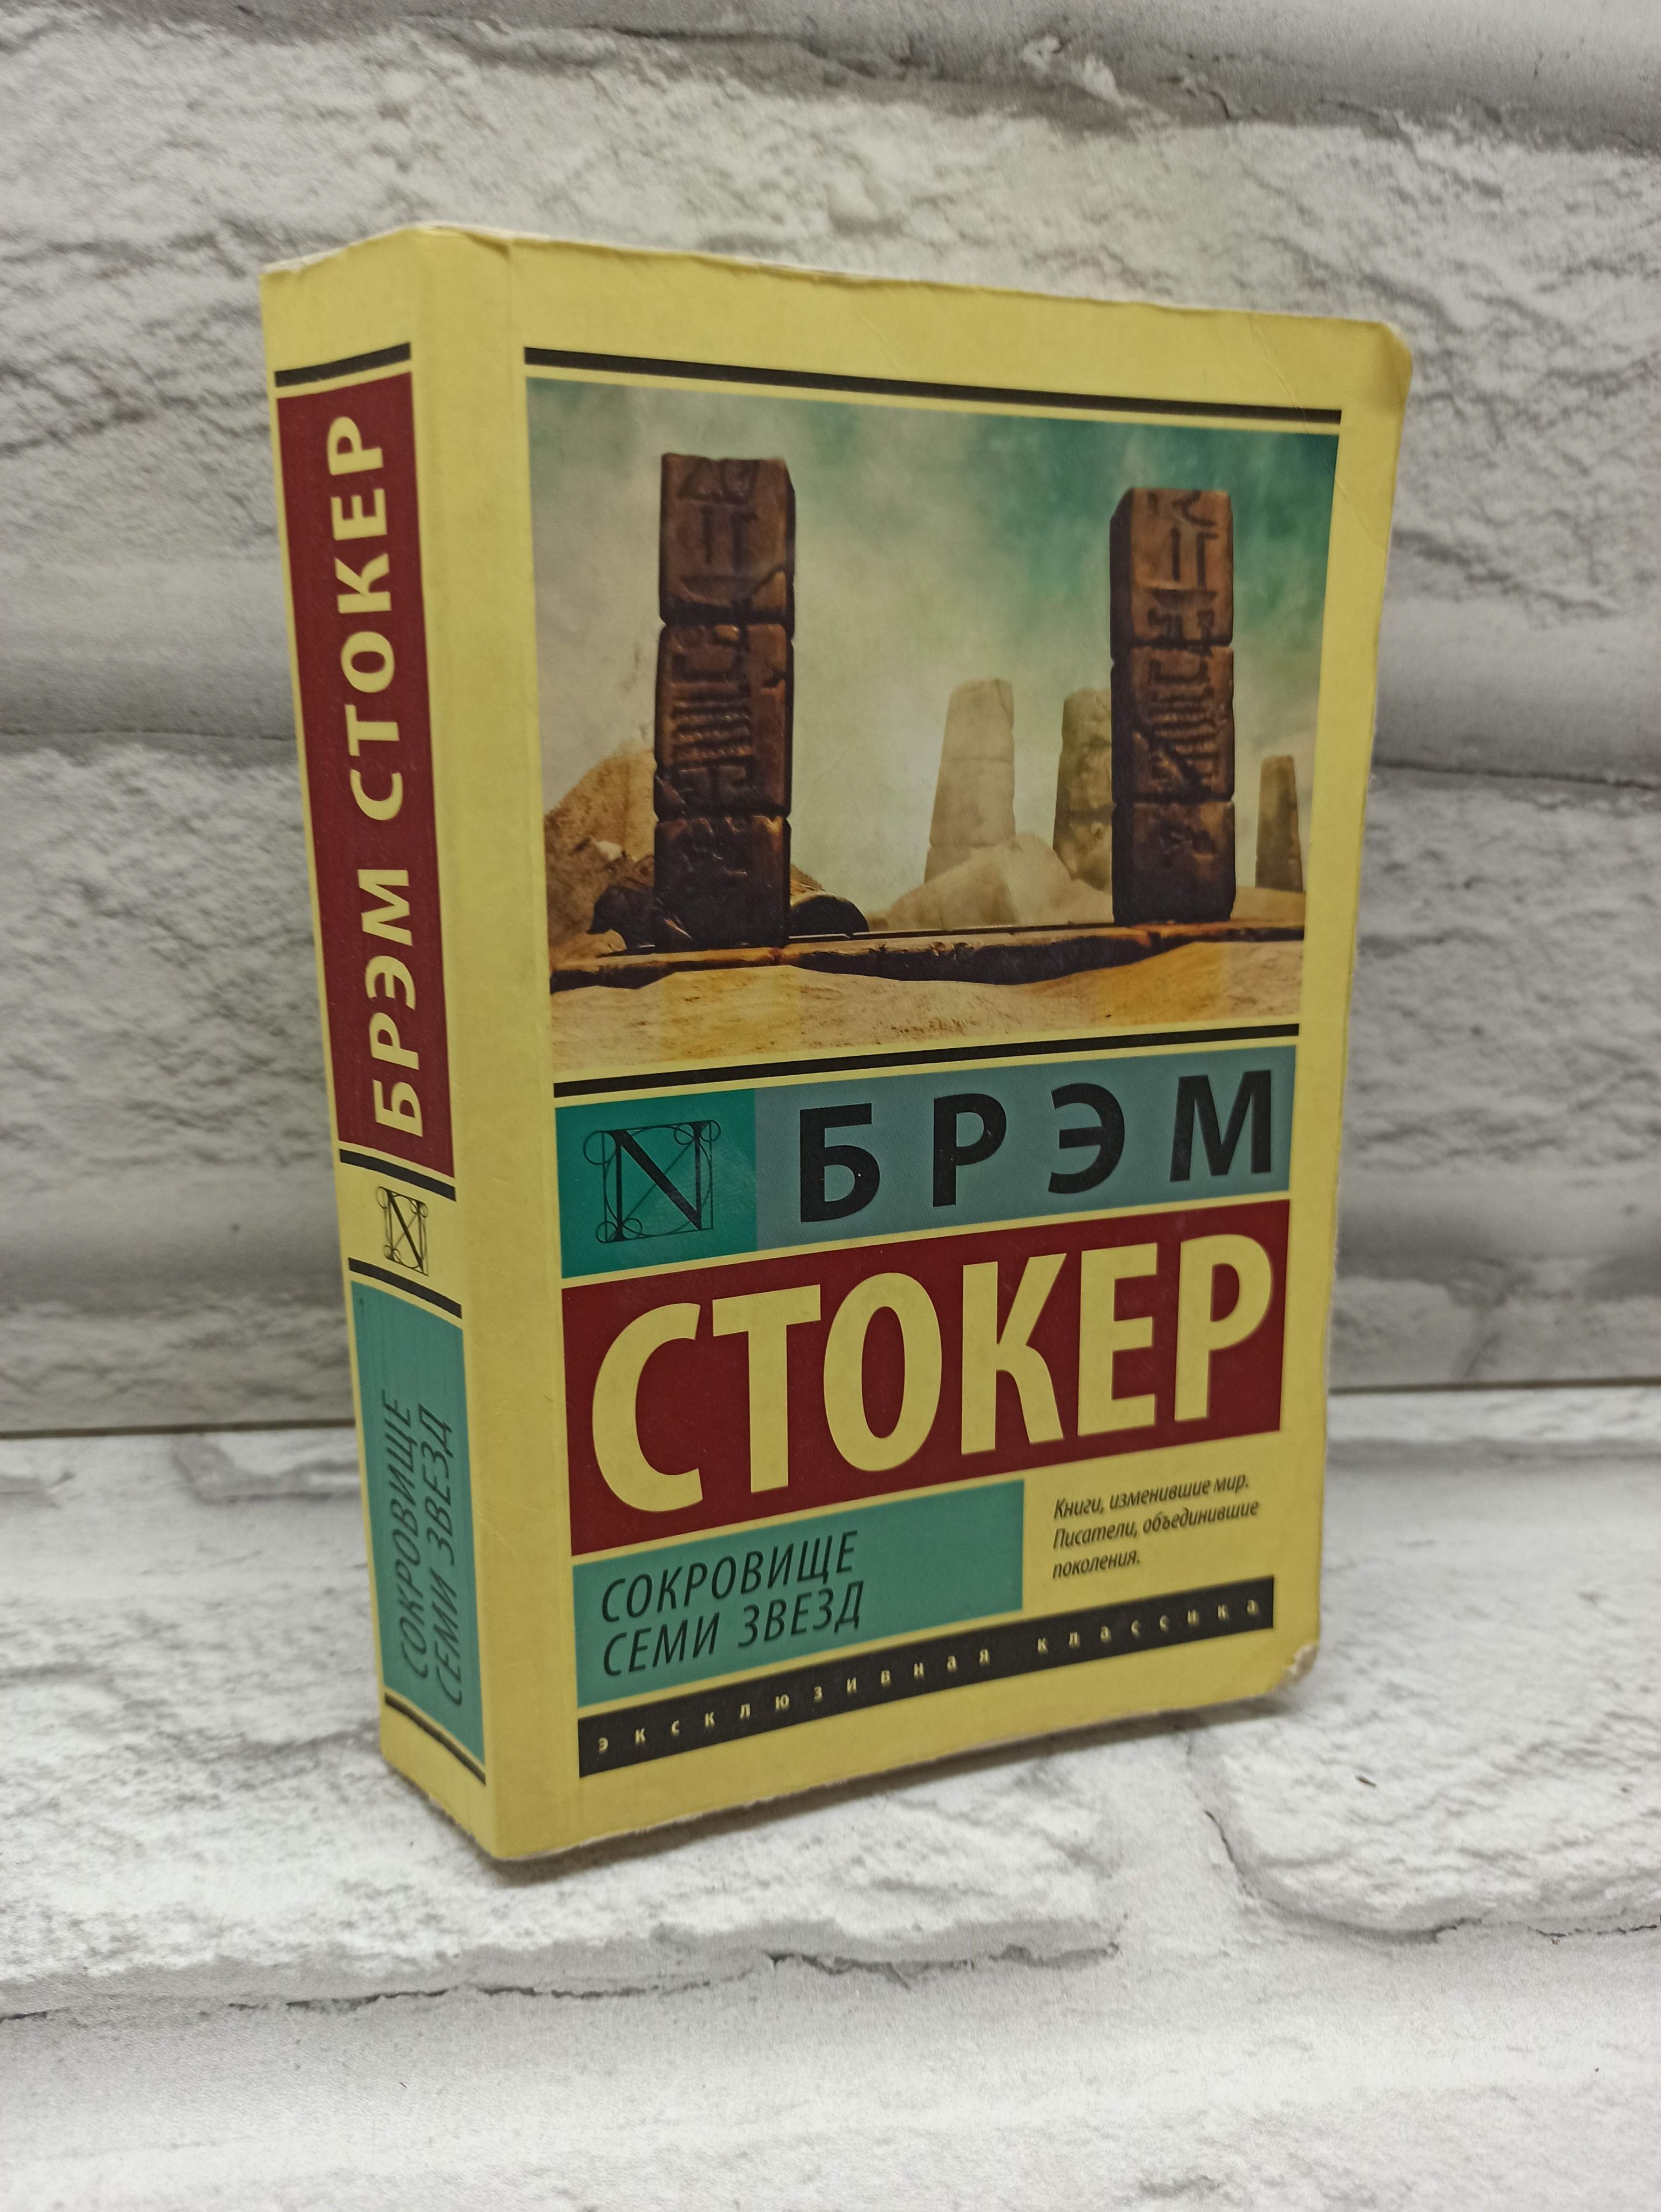 БРЭМ СТОКЕР
N
СОКРОВИЩЕ
СЕМИ ЗВЕЗД
N
БРЭМ
СТОКЕР
СОКРОВИЩЕ
СЕМИ ЗВЕЗД
Книги, изменившие мир.
Писатели, объединившие
поколения.
эксклюзивная классика